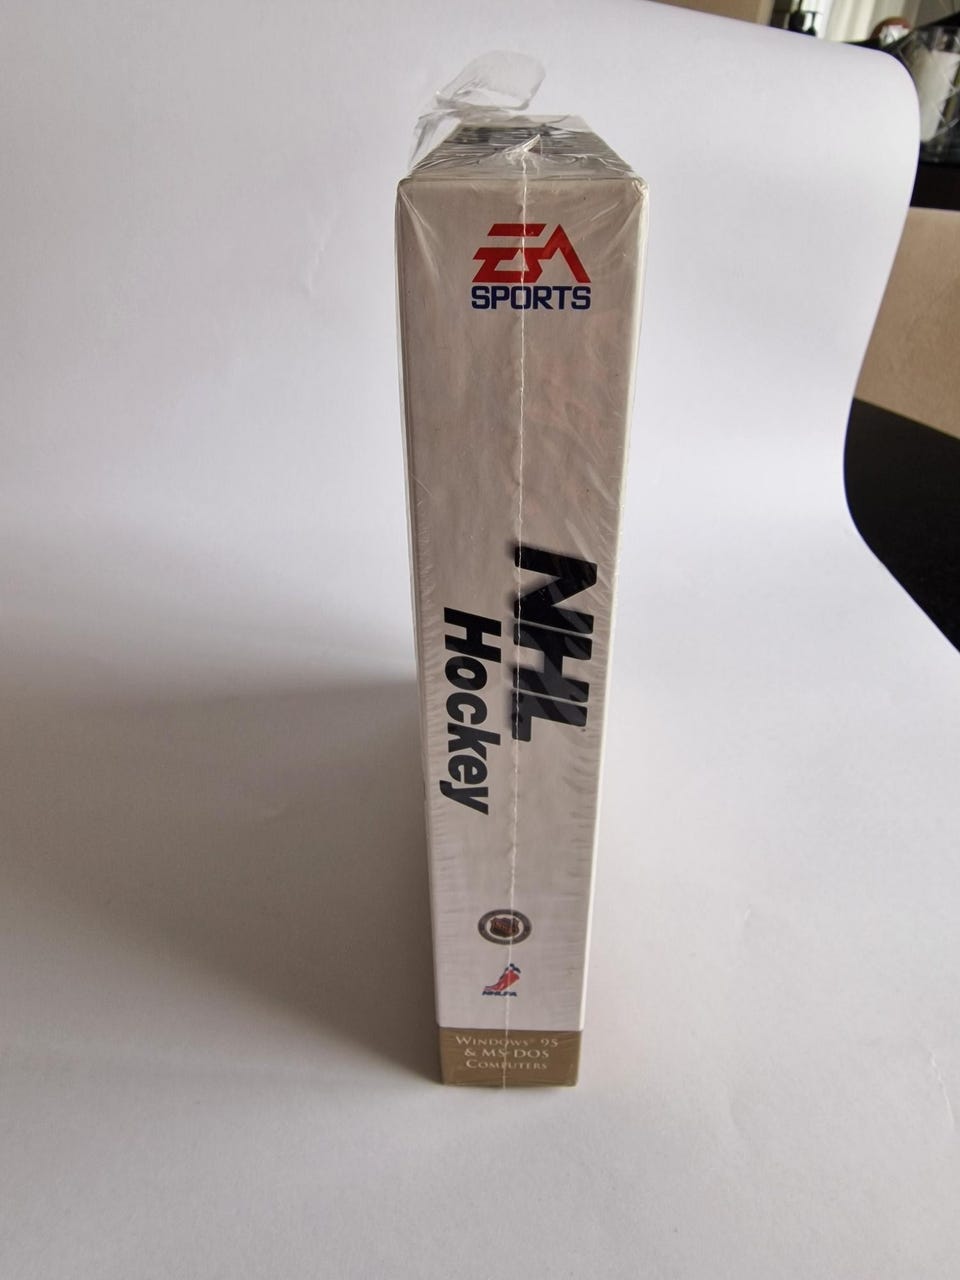 EA
SPORTS
NHL
Hockey
NHLPA
WINDOWS® 95
& MS-DOS
COMPUTERS